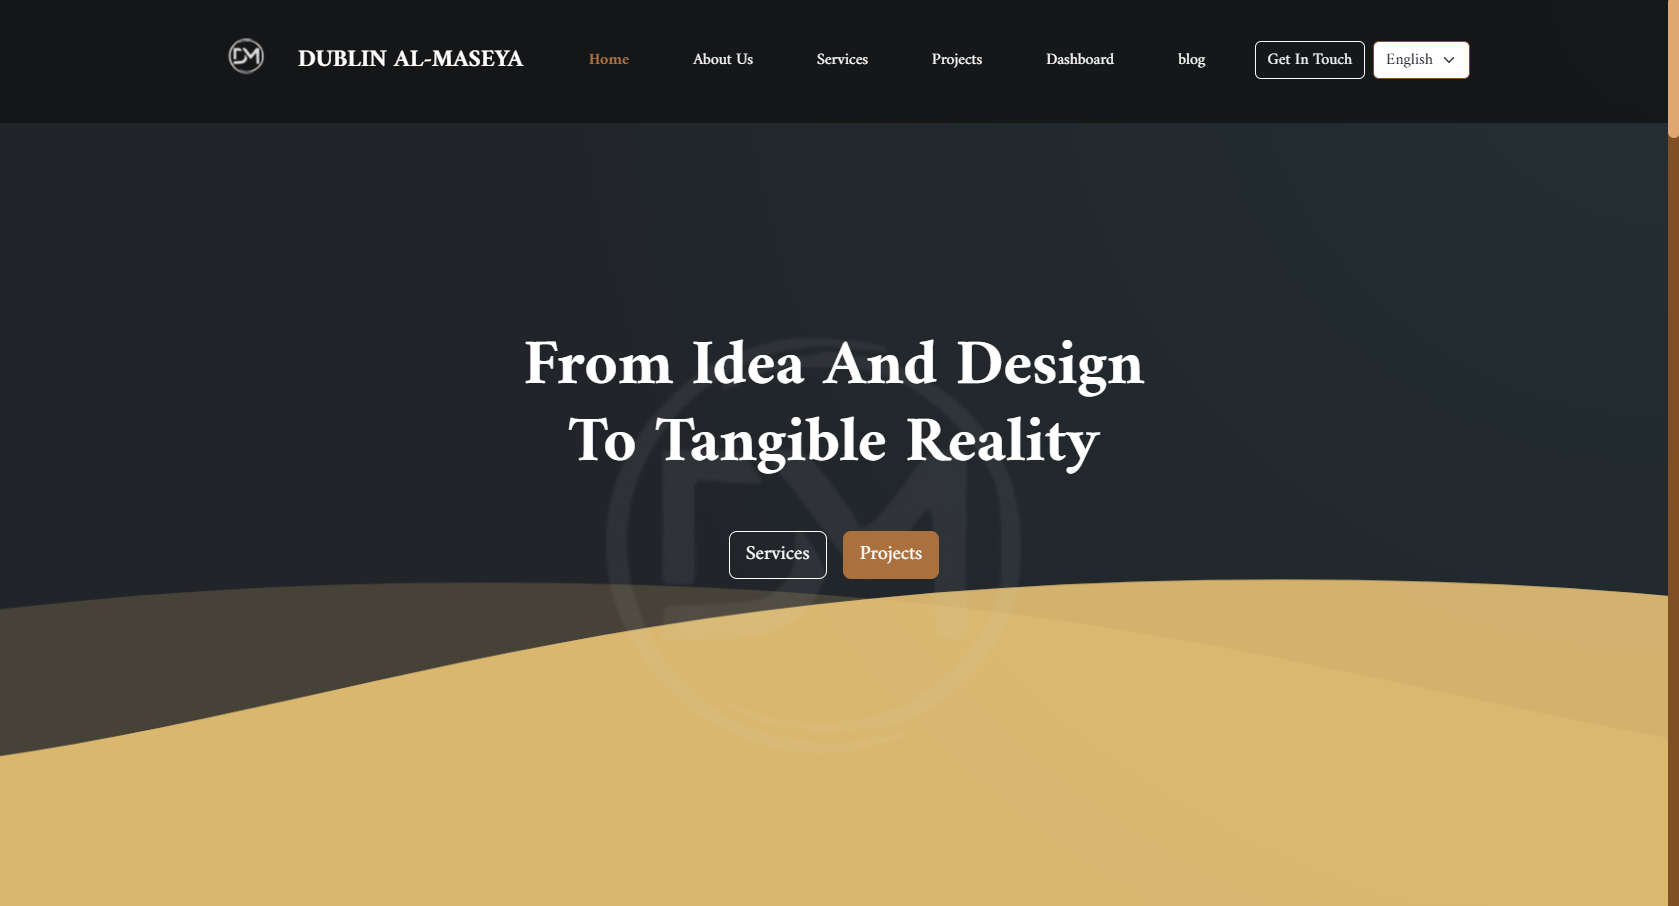 DM
DUBLIN AL-MASEYA
Home
About Us
Services
Projects
Dashboard
blog
Get In Touch
English
From Idea And Design
To Tangible Reality
Services
Projects
DM